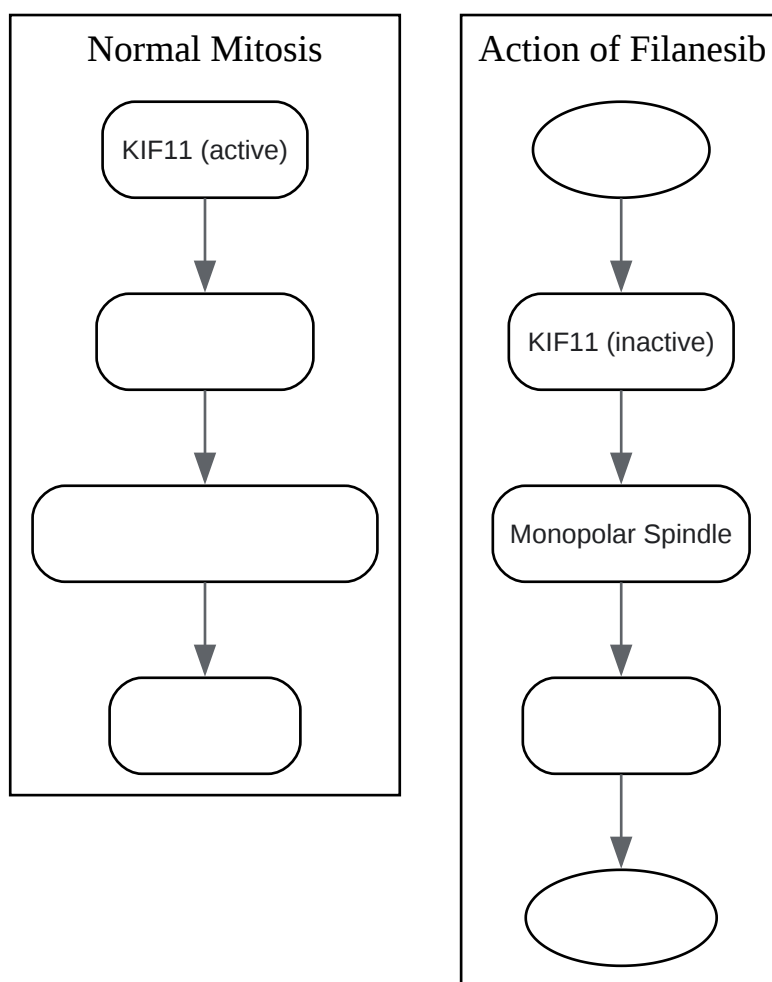 Normal Mitosis
KIF11 (active)
Action of Filanesib
KIF11 (inactive)
Monopolar Spindle